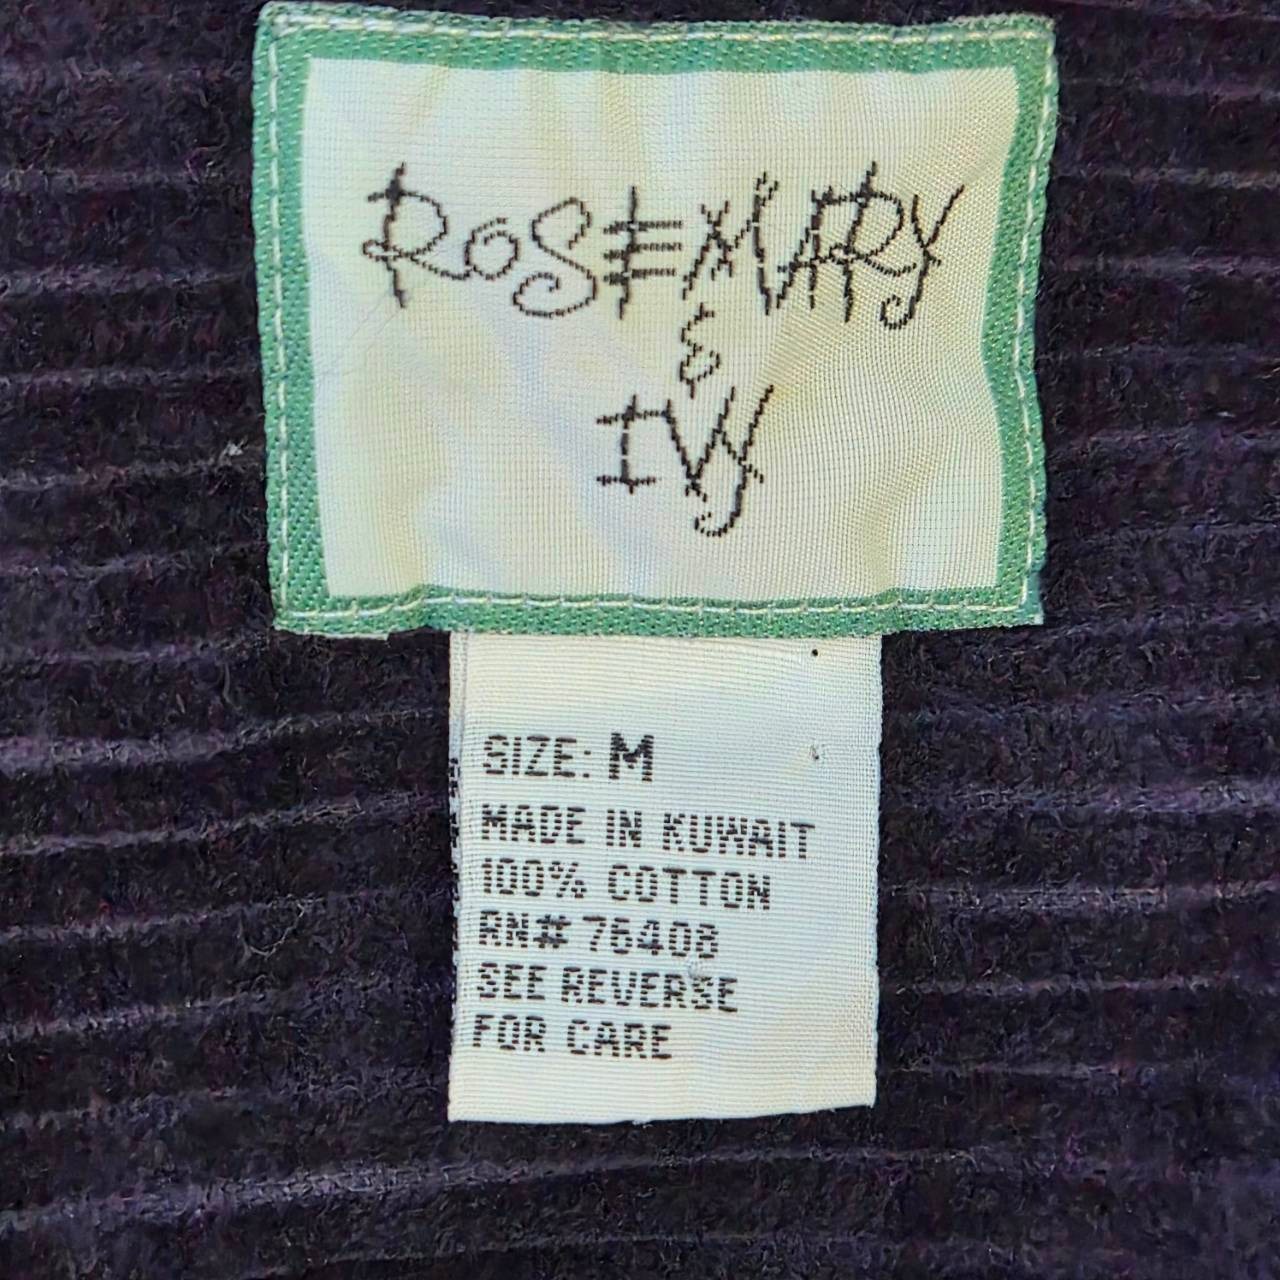 ROSEMARY
&
IVY
SIZE: M
MADE IN KUWAIT
100% COTTON
RN# 76408
SEE REVERSE
FOR CARE